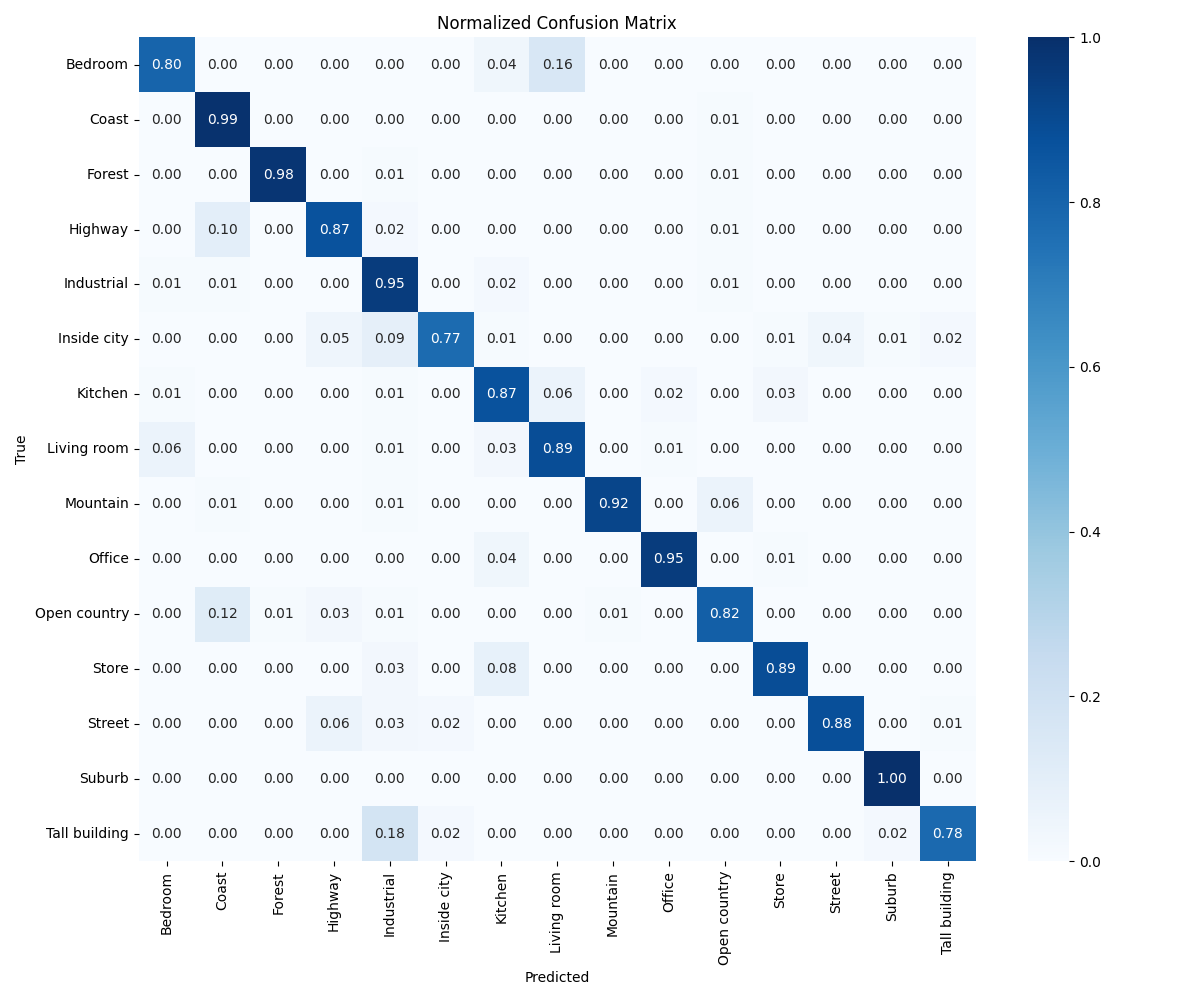 Normalized Confusion Matrix
Bedroom 0.80 0.00 0.00 0.00 0.00 0.00 0.04 0.16 0.00 0.00 0.00 0.00 0.00 0.00 0.00
Coast 0.00 0.99 0.00 0.00 0.00 0.00 0.00 0.00 0.00 0.00 0.01 0.00 0.00 0.00 0.00
Forest 0.00 0.00 0.98 0.00 0.01 0.00 0.00 0.00 0.00 0.00 0.01 0.00 0.00 0.00 0.00
Highway 0.00 0.10 0.00 0.87 0.02 0.00 0.00 0.00 0.00 0.00 0.01 0.00 0.00 0.00 0.00
Industrial 0.01 0.01 0.00 0.00 0.95 0.00 0.02 0.00 0.00 0.00 0.01 0.00 0.00 0.00 0.00
Inside city 0.00 0.00 0.00 0.05 0.09 0.77 0.01 0.00 0.00 0.00 0.00 0.01 0.04 0.01 0.02
Kitchen 0.01 0.00 0.00 0.00 0.01 0.00 0.87 0.06 0.00 0.02 0.00 0.03 0.00 0.00 0.00
Living room 0.06 0.00 0.00 0.00 0.01 0.00 0.03 0.89 0.00 0.01 0.00 0.00 0.00 0.00 0.00
Mountain 0.00 0.01 0.00 0.00 0.01 0.00 0.00 0.00 0.92 0.00 0.06 0.00 0.00 0.00 0.00
Office 0.00 0.00 0.00 0.00 0.00 0.00 0.04 0.00 0.00 0.95 0.00 0.01 0.00 0.00 0.00
Open country 0.00 0.12 0.01 0.03 0.01 0.00 0.00 0.00 0.01 0.00 0.82 0.00 0.00 0.00 0.00
Store 0.00 0.00 0.00 0.00 0.03 0.00 0.08 0.00 0.00 0.00 0.00 0.89 0.00 0.00 0.00
Street 0.00 0.00 0.00 0.06 0.03 0.02 0.00 0.00 0.00 0.00 0.00 0.00 0.88 0.00 0.01
Suburb 0.00 0.00 0.00 0.00 0.00 0.00 0.00 0.00 0.00 0.00 0.00 0.00 0.00 1.00 0.00
Tall building 0.00 0.00 0.00 0.00 0.18 0.02 0.00 0.00 0.00 0.00 0.00 0.00 0.00 0.02 0.78
True
Bedroom
Coast
Forest
Highway
Industrial
Inside city
Kitchen
Living room
Mountain
Office
Open country
Store
Street
Suburb
Tall building
Predicted
1.0
0.8
0.6
0.4
0.2
0.0